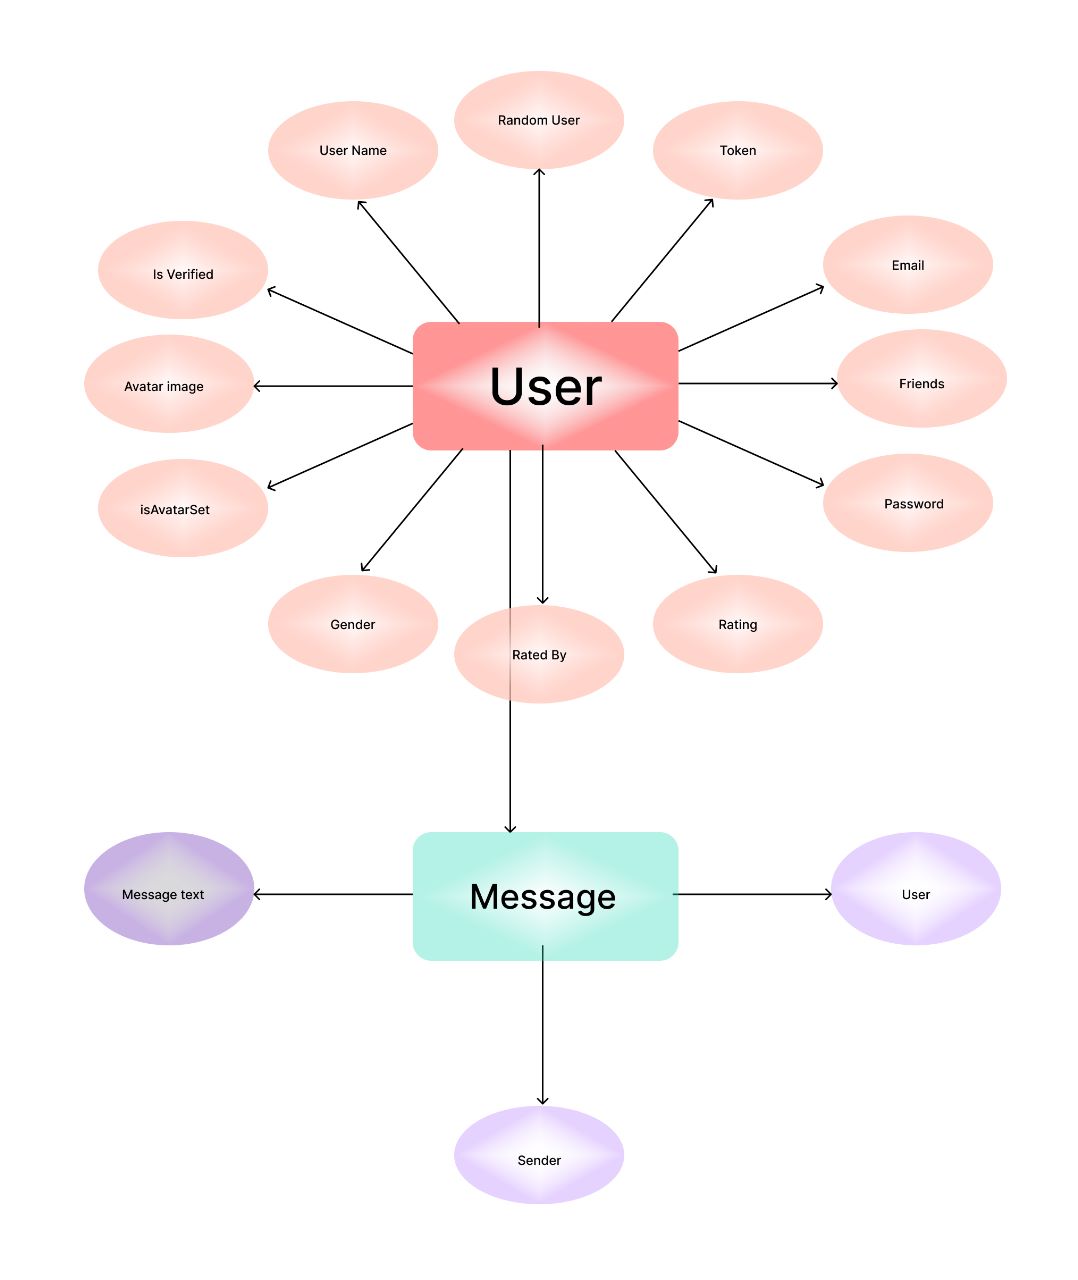 Random User
User Name
Token
Email
Is Verified
Friends
Avatar image
User
Password
isAvatarSet
Gender
Rated By
Rating
Message text
Message
User
Sender